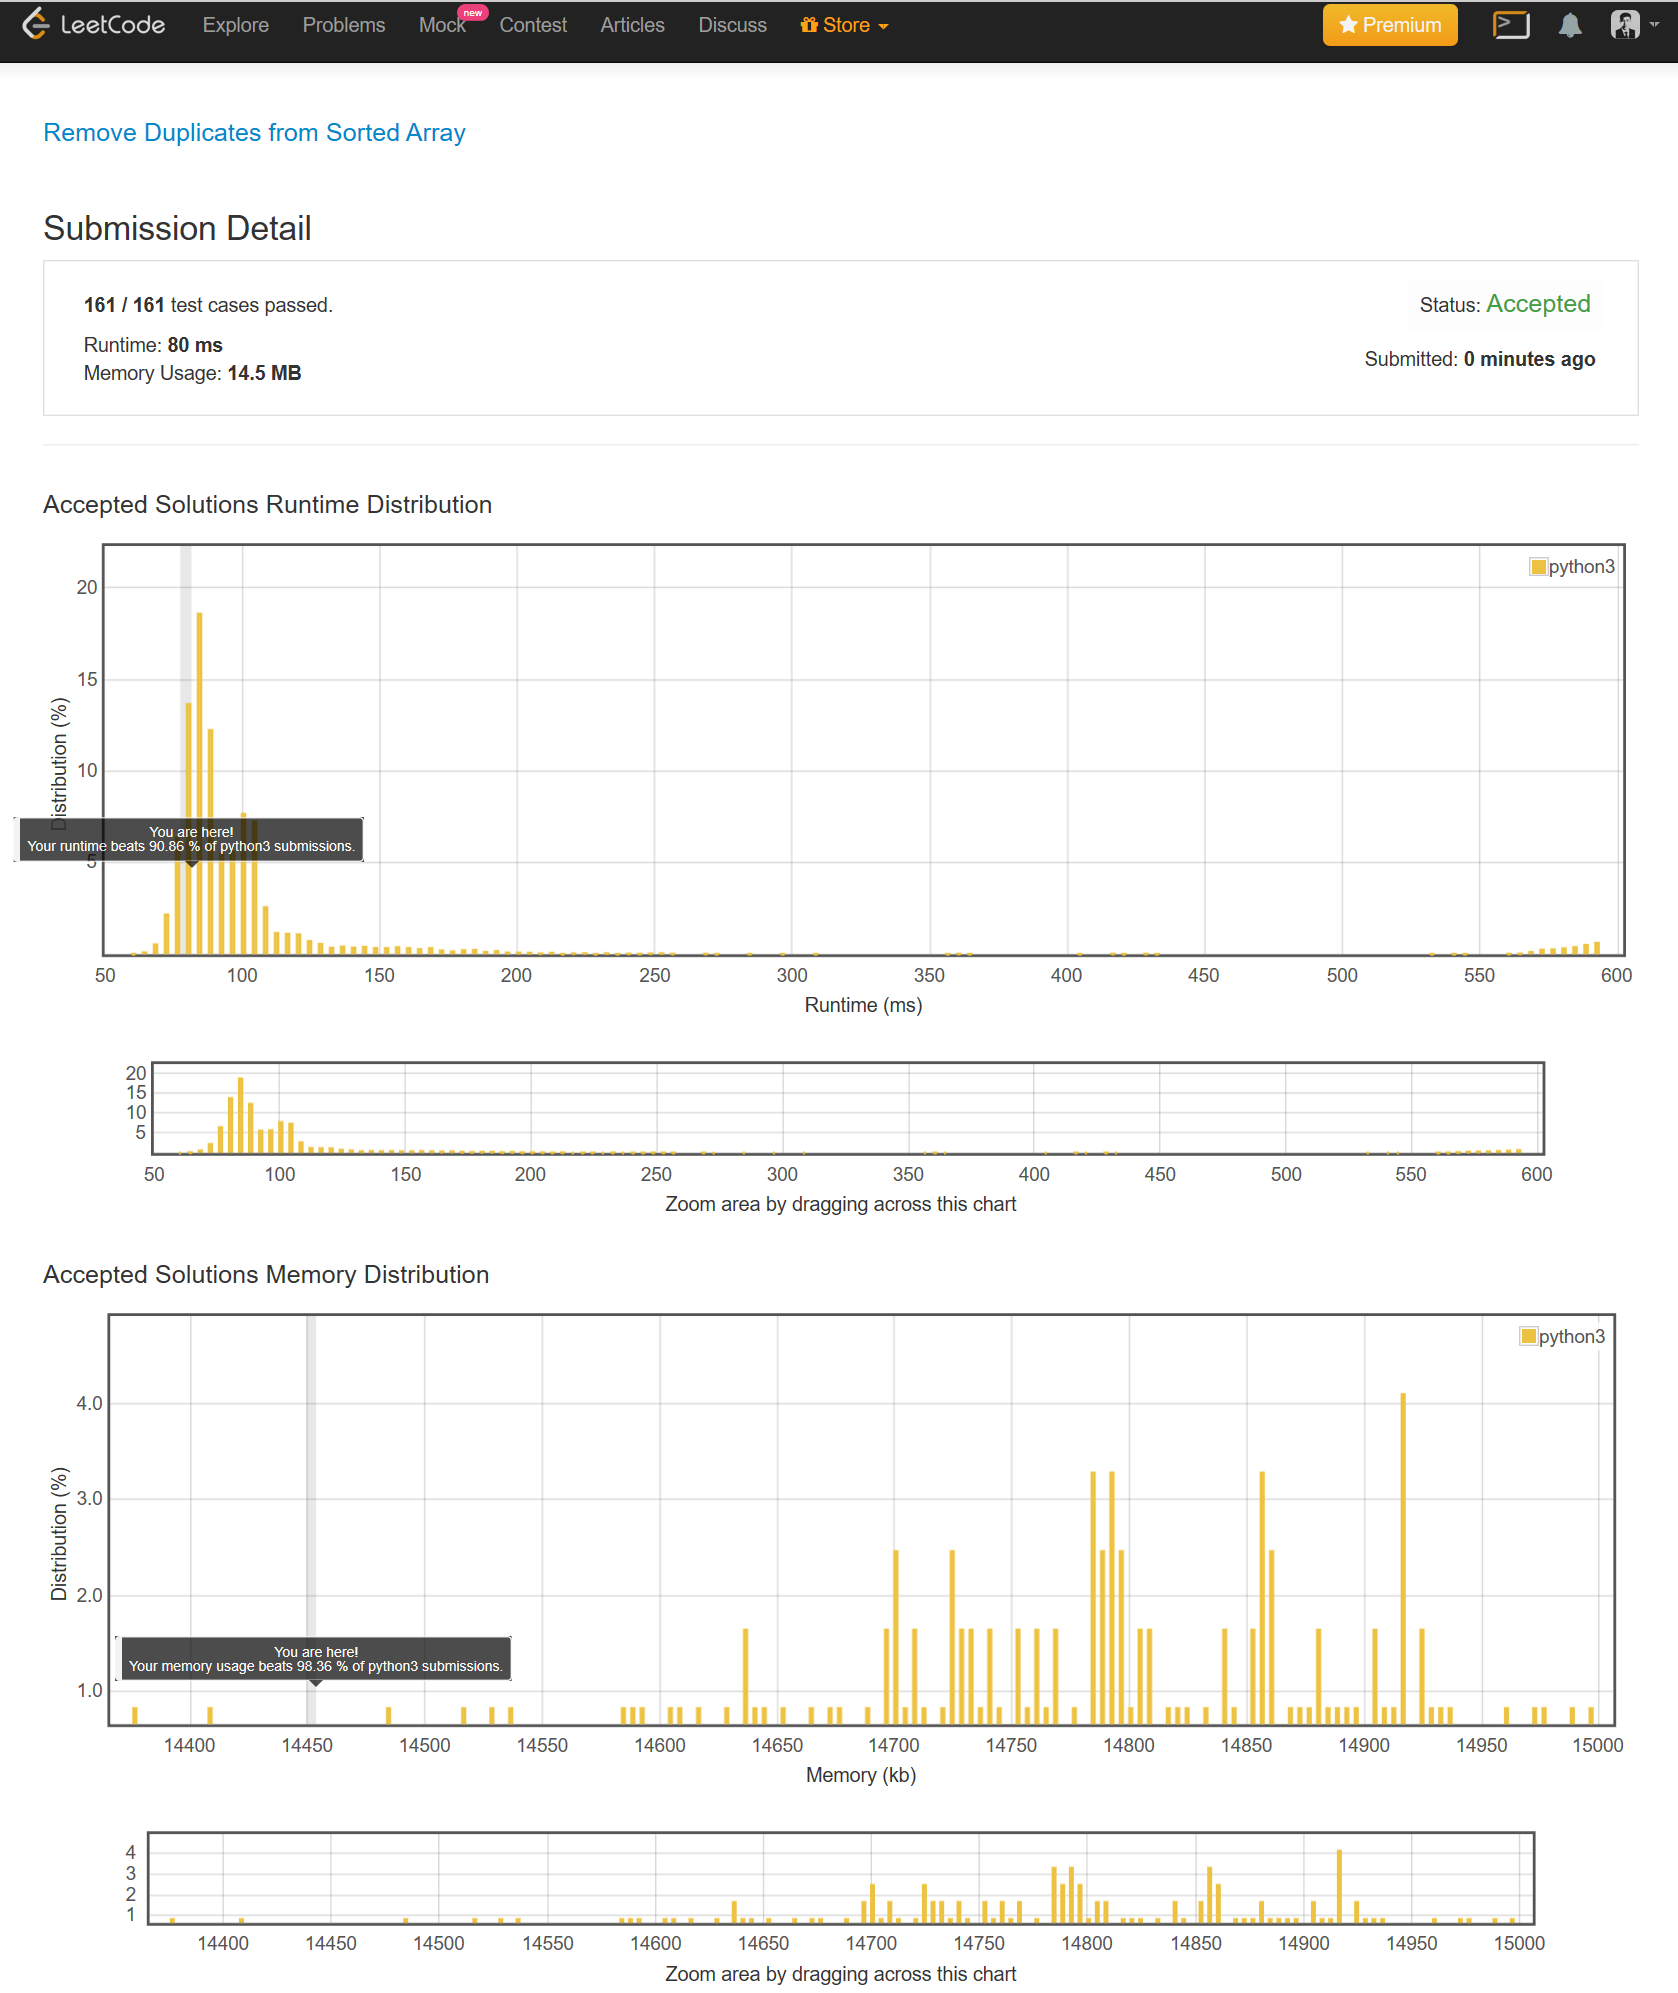 LeetCode Explore Problems Mock new Contest Articles Discuss Store Premium
Remove Duplicates from Sorted Array
Submission Detail
161 / 161 test cases passed.
Status: Accepted
Runtime: 80 ms
Submitted: 0 minutes ago
Memory Usage: 14.5 MB
Accepted Solutions Runtime Distribution
python3
20
15
10
5
Distribution (%)
You are here!
Your runtime beats 90.86 % of python3 submissions.
50 100 150 200 250 300 350 400 450 500 550 600
Runtime (ms)
20
15
10
5
50 100 150 200 250 300 350 400 450 500 550 600
Zoom area by dragging across this chart
Accepted Solutions Memory Distribution
python3
4.0
3.0
2.0
1.0
Distribution (%)
You are here!
Your memory usage beats 98.36 % of python3 submissions.
14400 14450 14500 14550 14600 14650 14700 14750 14800 14850 14900 14950 15000
Memory (kb)
4
3
2
1
14400 14450 14500 14550 14600 14650 14700 14750 14800 14850 14900 14950 15000
Zoom area by dragging across this chart